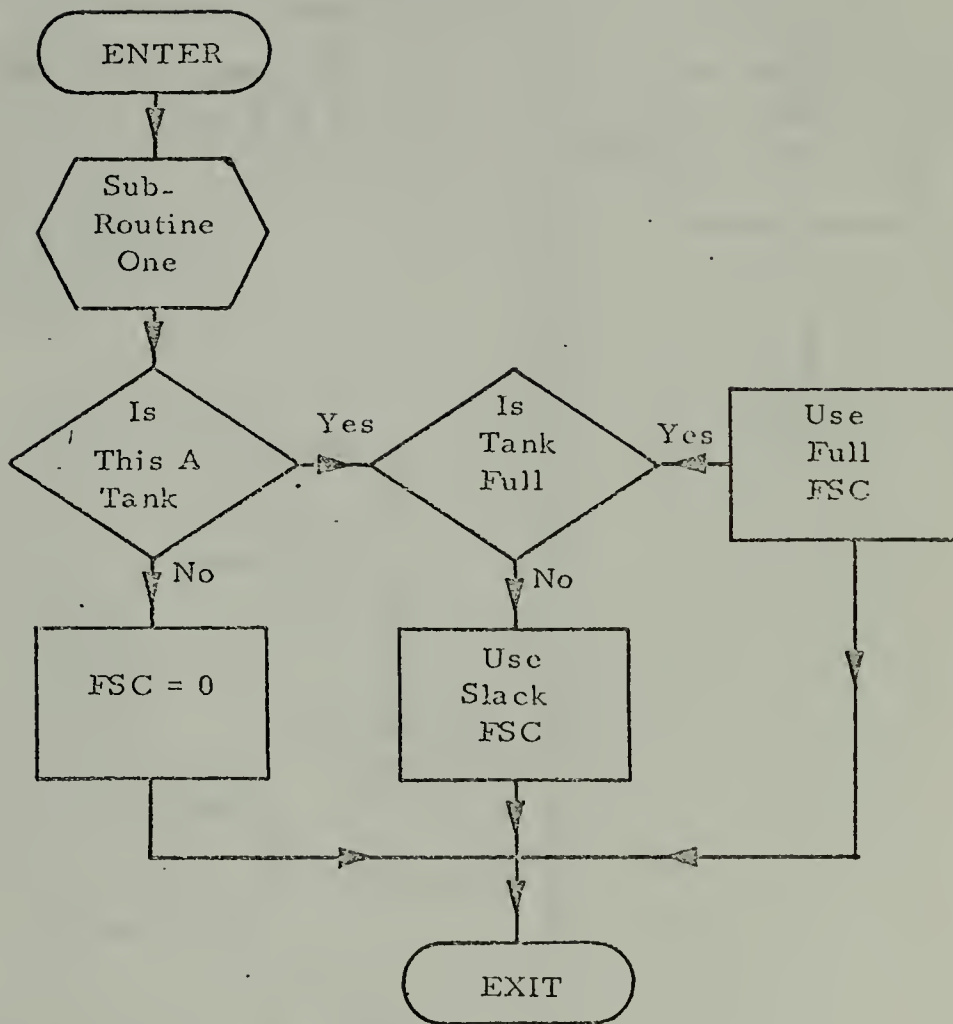 ENTER
Sub-
Routine
One
Is
This A
Tank
Yes
Is
Tank
Full
Yes
Use
Full
FSC
No
FSC = 0
No
Use
Slack
FSC
EXIT